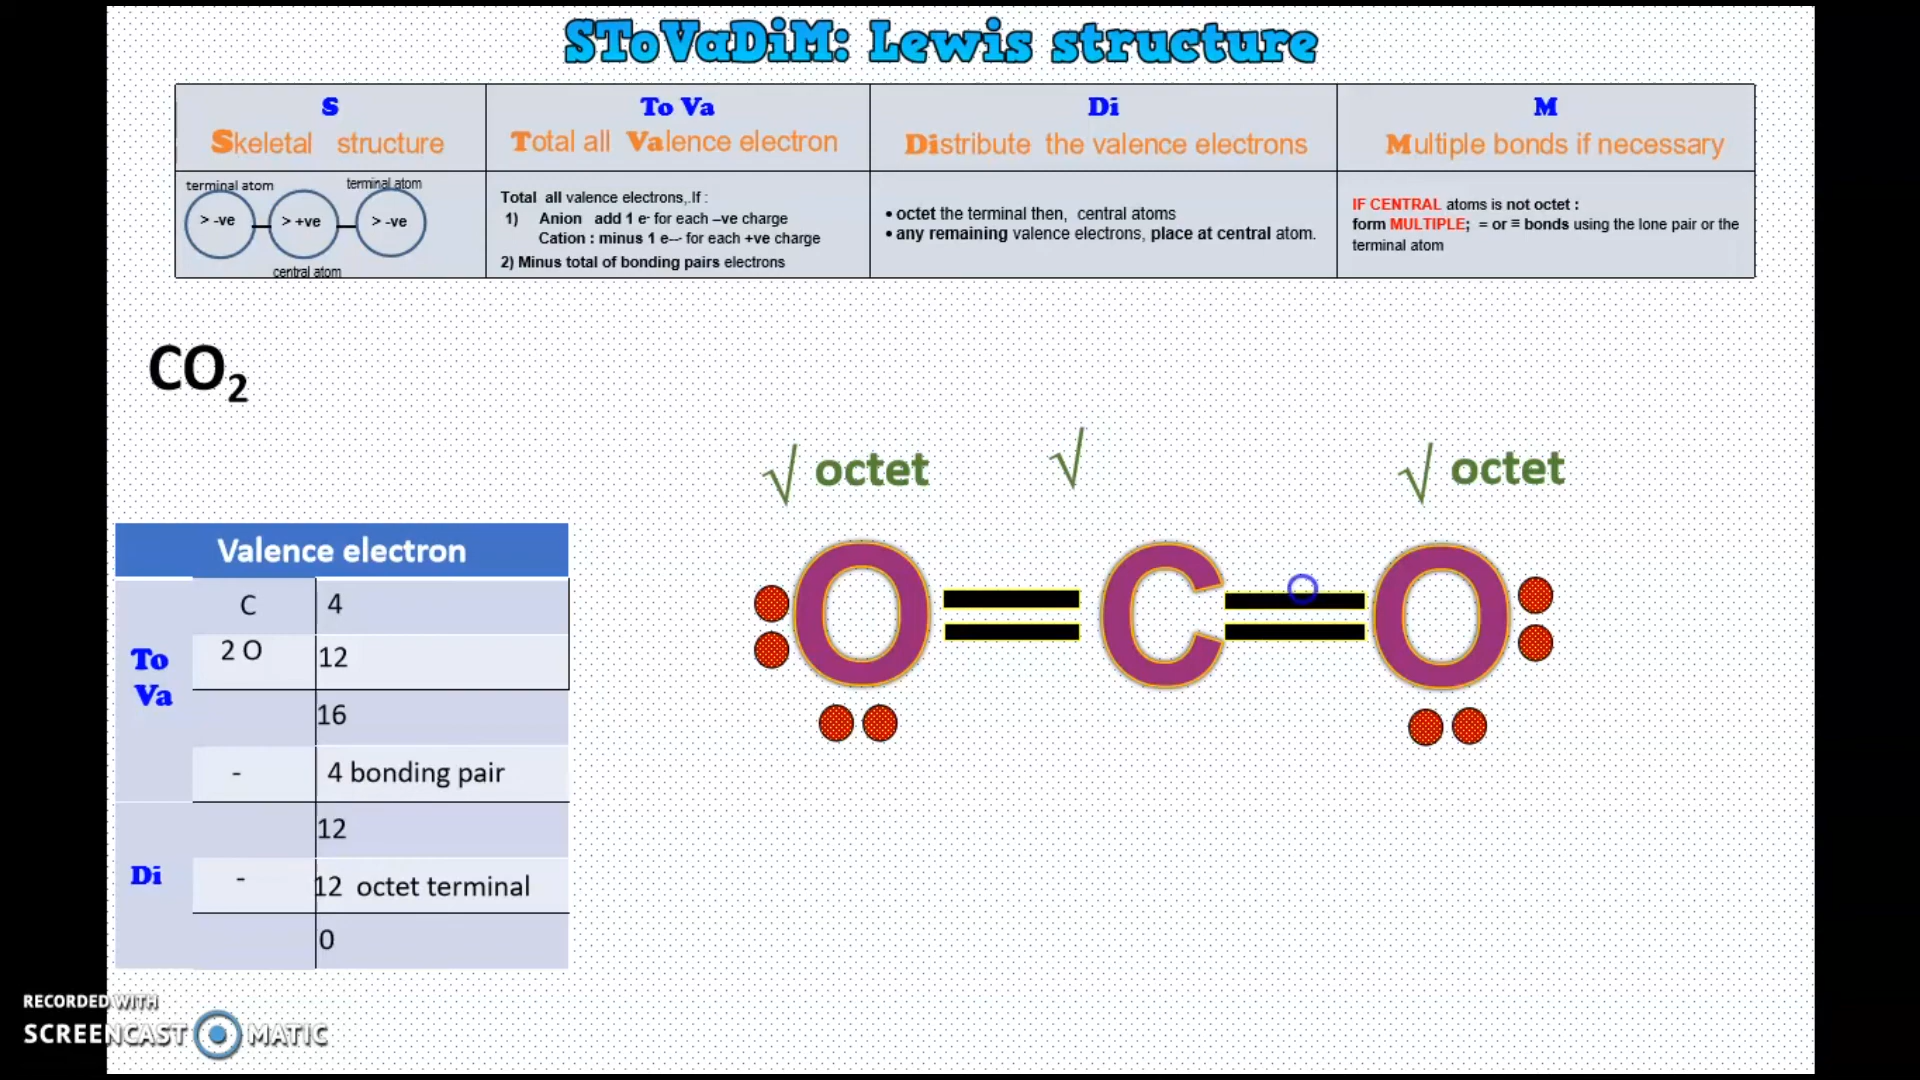 SToVaDiM: Lewis structure
S
Skeletal structure
To Va
Total all Valence electron
Di
Distribute the valence electrons
M
Multiple bonds if necessary
terminal atom
terminal atom
> -ve
> +ve
> -ve
central atom
Total all valence electrons,.If :
1) Anion add 1 e- for each –ve charge
Cation : minus 1 e-- for each +ve charge
2) Minus total of bonding pairs electrons
• octet the terminal then, central atoms
• any remaining valence electrons, place at central atom.
IF CENTRAL atoms is not octet :
form MULTIPLE; = or ≡ bonds using the lone pair or the
terminal atom
CO₂
√ octet
√
√ octet
O
C
O
Valence electron
To
Va
C 4
2 O 12
16
- 4 bonding pair
Di
12
- 12 octet terminal
0
RECORDED WITH
SCREENCAST MATIC